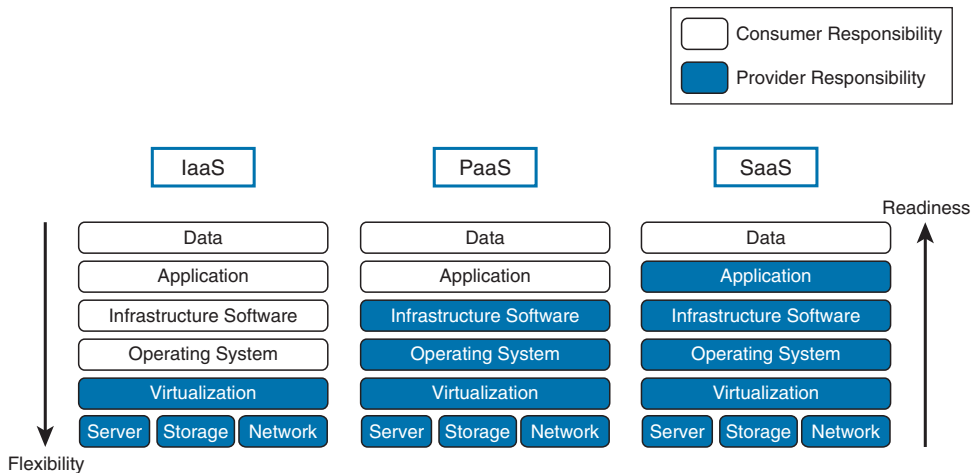 Consumer Responsibility
Provider Responsibility
IaaS PaaS SaaS
Readiness
Data Data Data
Application Application Application
Infrastructure Software Infrastructure Software Infrastructure Software
Operating System Operating System Operating System
Virtualization Virtualization Virtualization
Server Storage Network Server Storage Network Server Storage Network
Flexibility